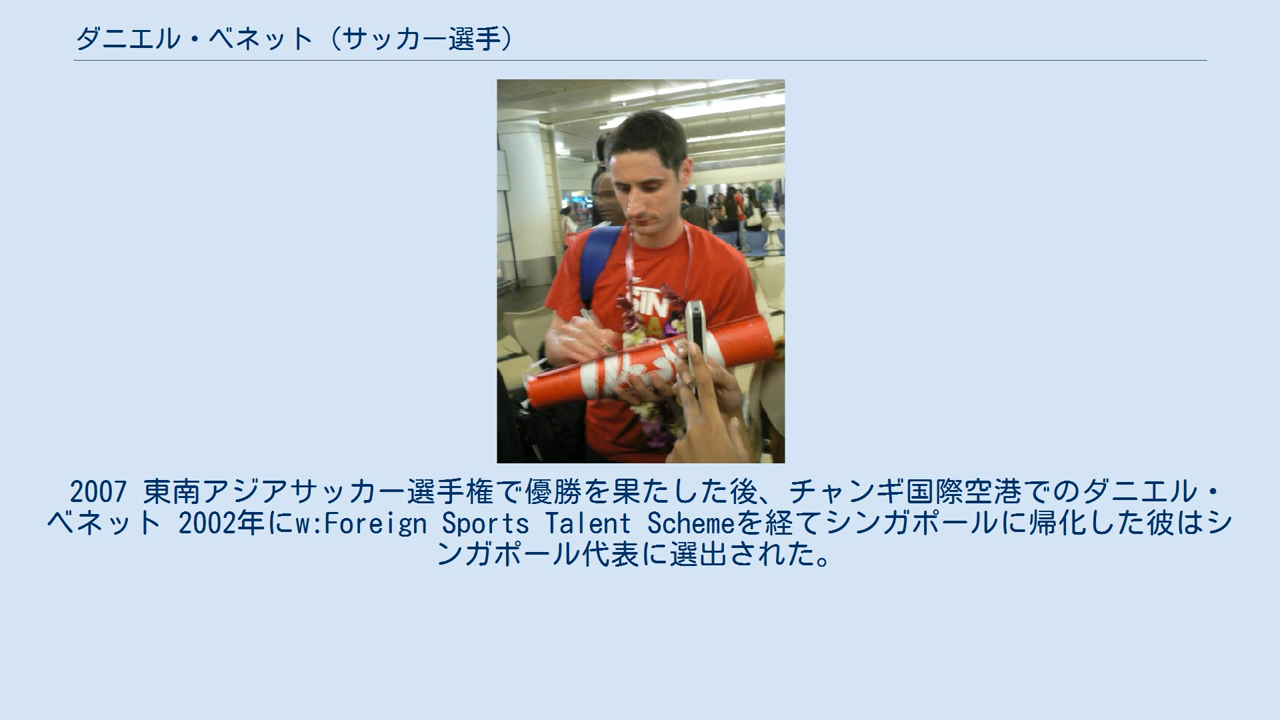 ダニエル・ベネット（サッカー選手）
SIN
2007 東南アジアサッカー選手権で優勝を果たした後、チャンギ国際空港でのダニエル・
ベネット 2002年にw:Foreign Sports Talent Schemeを経てシンガポールに帰化した彼はシ
ンガポール代表に選出された。